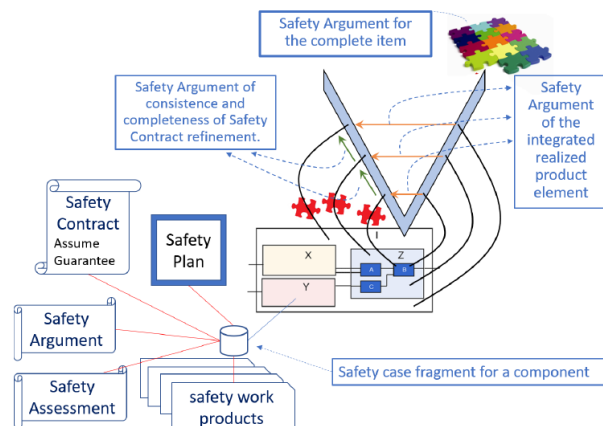 Safety Argument for
the complete item
Safety Argument of
consistence and
completeness of Safety
Contract refinement.
Safety
Argument
of the
integrated
realized
product
element
Safety
Contract
Assume
Guarantee
Safety
Plan
X
Y
Z
A
B
C
Safety
Argument
Safety
Assessment
safety work
products
Safety case fragment for a component